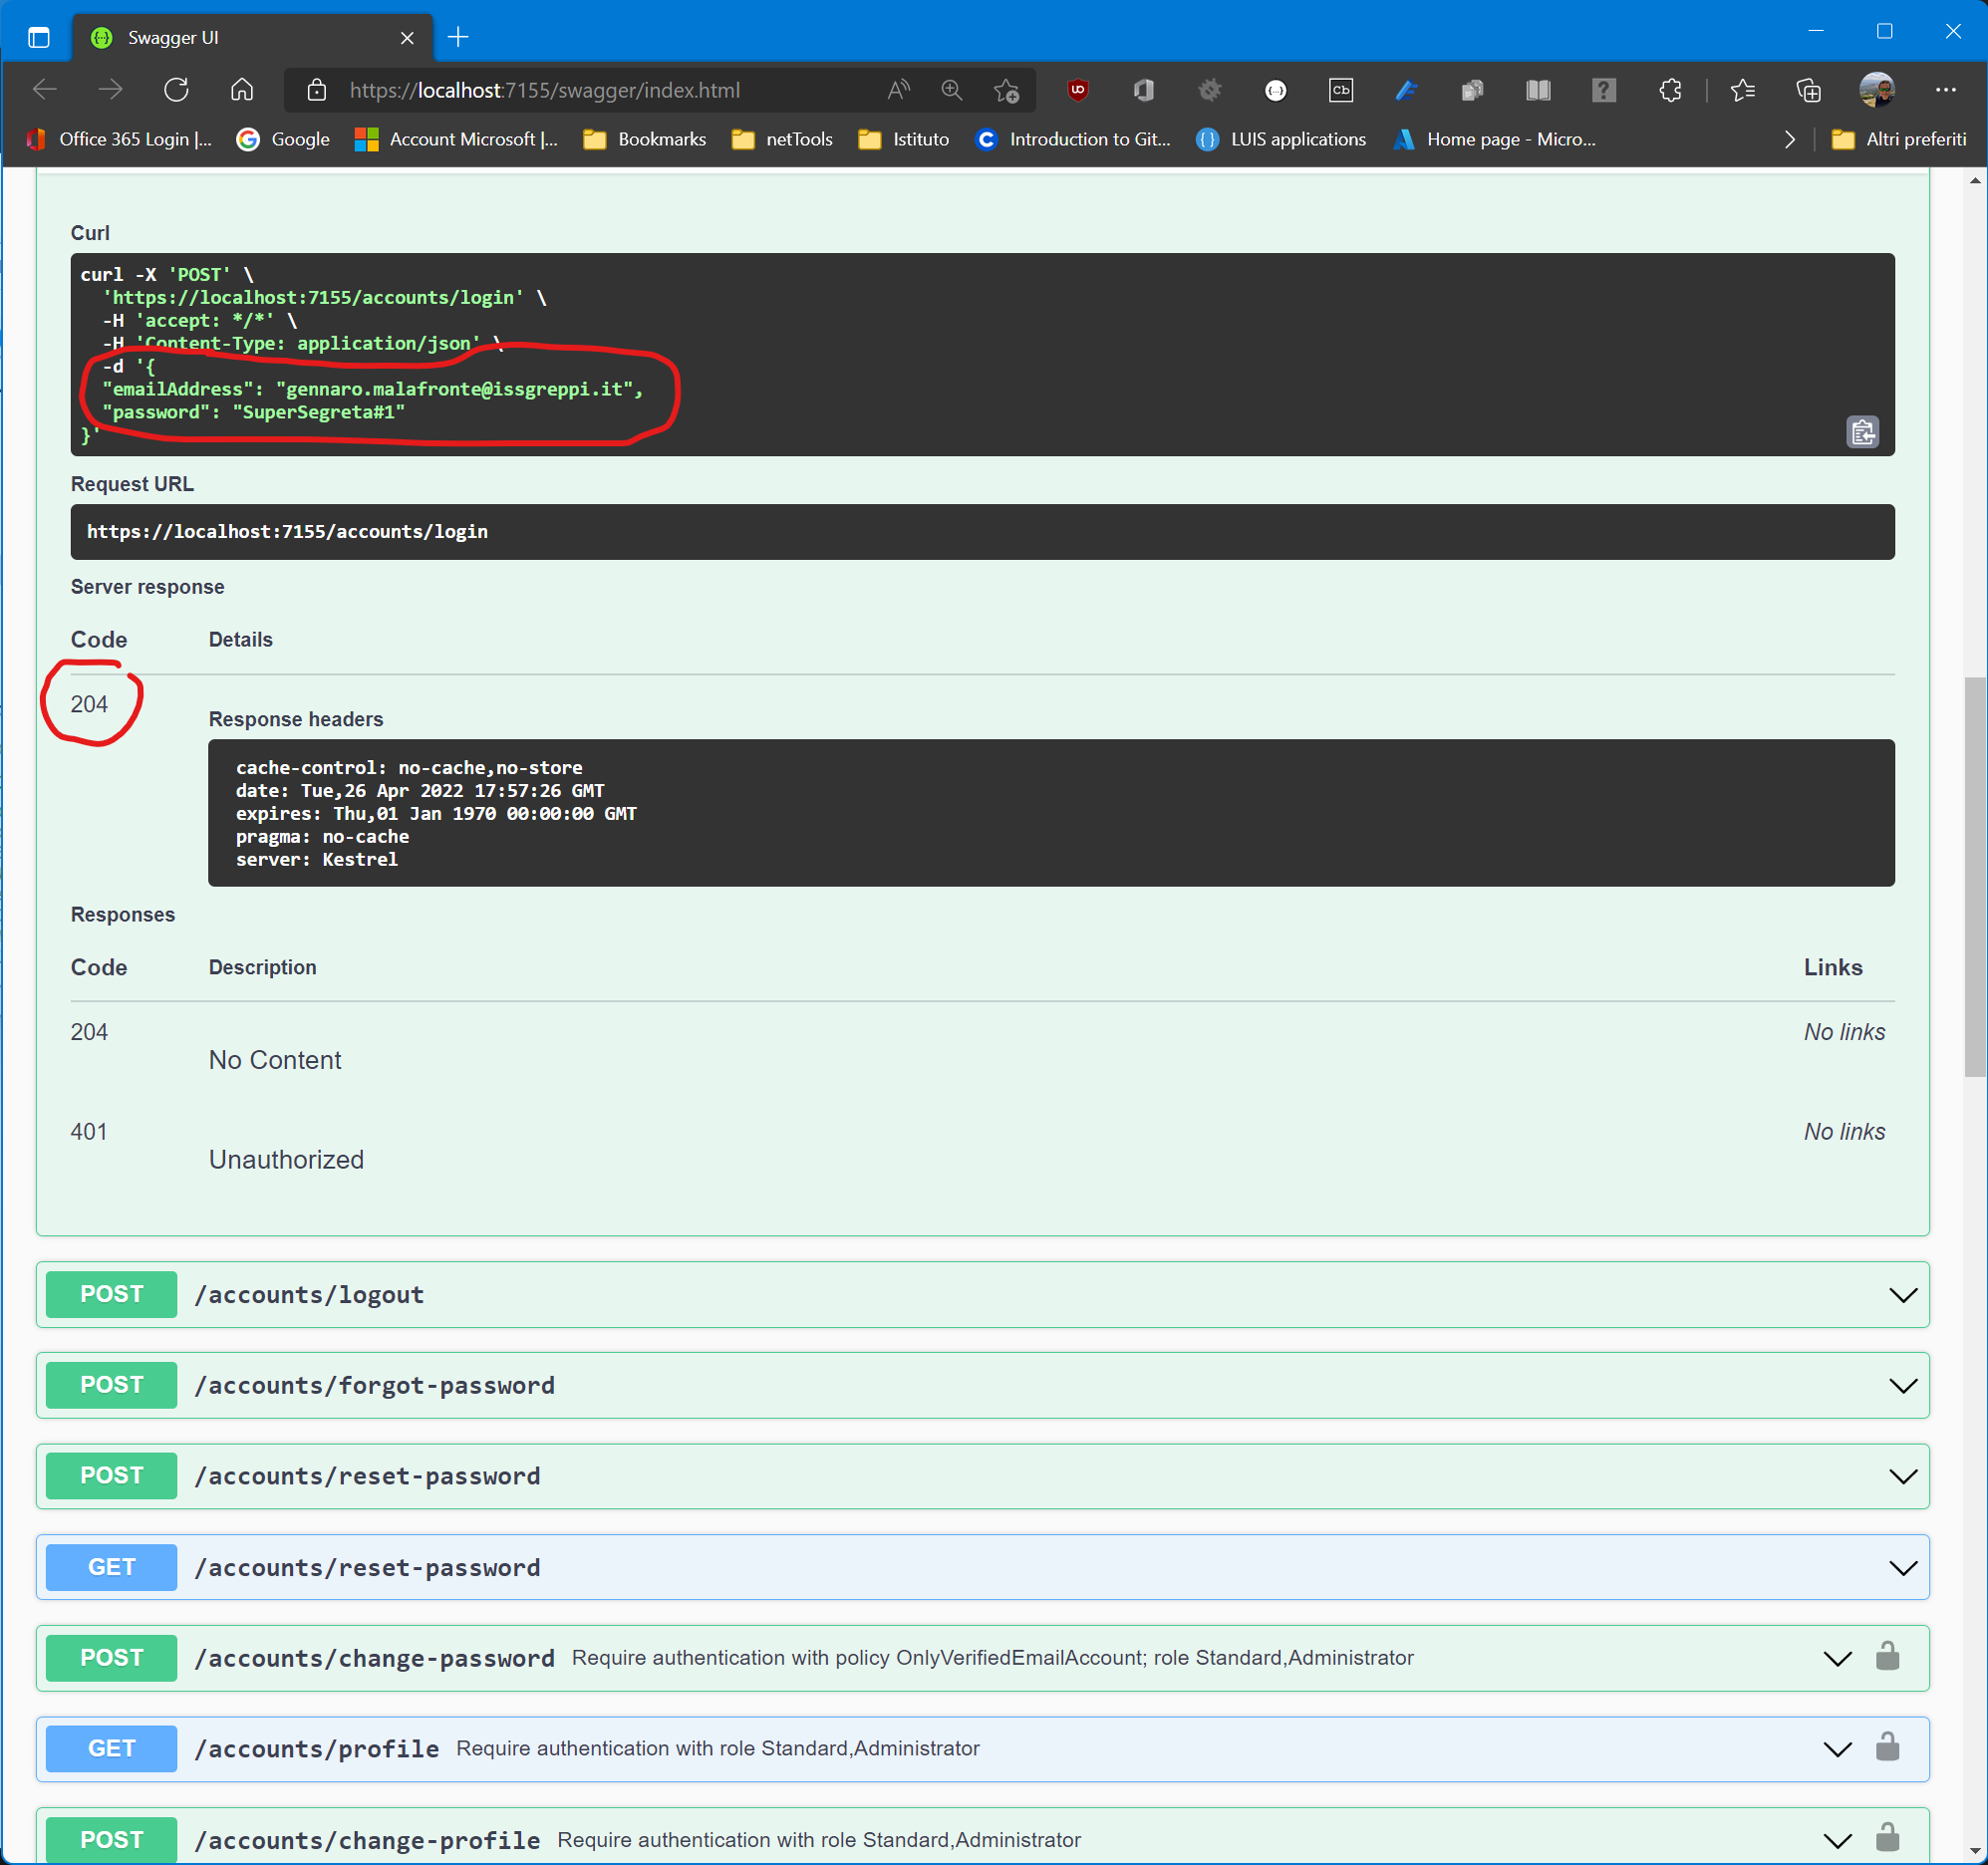 Swagger UI
https://localhost:7155/swagger/index.html
Office 365 Login |...
Google
Account Microsoft |...
Bookmarks
netTools
Istituto
Introduction to Git...
LUIS applications
Home page - Micro...
Altri preferiti
Curl
curl -X 'POST' \
'https://localhost:7155/accounts/login' \
-H 'accept: */*' \
-H 'Content-Type: application/json' \
-d '{
"emailAddress": "gennaro.malafronte@issgreppi.it",
"password": "SuperSegreta#1"
}'
Request URL
https://localhost:7155/accounts/login
Server response
Code Details
204
Response headers
cache-control: no-cache,no-store
date: Tue,26 Apr 2022 17:57:26 GMT
expires: Thu,01 Jan 1970 00:00:00 GMT
pragma: no-cache
server: Kestrel
Responses
Code Description Links
204 No links
No Content
401 No links
Unauthorized
POST /accounts/logout
POST /accounts/forgot-password
POST /accounts/reset-password
GET /accounts/reset-password
POST /accounts/change-password Require authentication with policy OnlyVerifiedEmailAccount; role Standard,Administrator
GET /accounts/profile Require authentication with role Standard,Administrator
POST /accounts/change-profile Require authentication with role Standard,Administrator